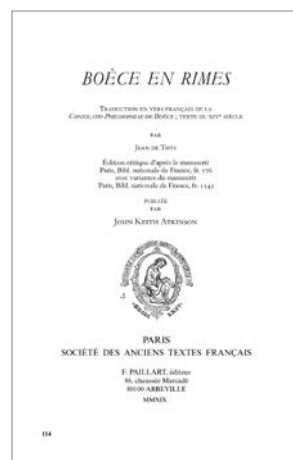 BOÈCE EN RIMES
TRADUCTION EN VERS FRANÇAIS DE LA
CONSOLATIO PHILOSOPHIAE DE BOÈCE ; TEXTE DU XIVe SIÈCLE
PAR
JEAN DE THYS
Édition critique d'après le manuscrit
Paris, Bibl. nationale de France, fr. 576
avec variantes du manuscrit
Paris, Bibl. nationale de France, fr. 1543
PUBLIÉE
PAR
JOHN KEITH ATKINSON
PARIS
SOCIÉTÉ DES ANCIENS TEXTES FRANÇAIS
F. PAILLART, éditeur
86, chaussée Marcadé
80100 ABBEVILLE
MMXIX
114